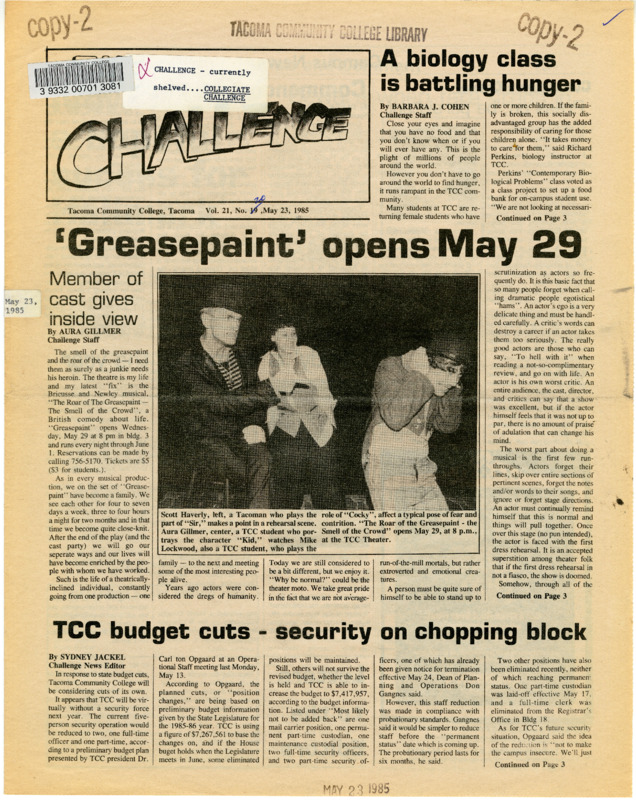 copy-2
TACOMA COMMUNITY COLLEGE LIBRARY
copy-2
TACOMA COMMUNITY COLLEGE
3 9332 00701 3081
CHALLENGE - currently
shelved....COLLEGIATE
CHALLENGE
CHALLENGE
Tacoma Community College, Tacoma Vol. 21, No. 19 20, May 23, 1985
A biology class
is battling hunger
By BARBARA J. COHEN
Challenge Staff
Close your eyes and imagine
that you have no food and that
you don't know when or if you
will ever have any. This is the
plight of millions of people
around the world.
However you don't have to go
around the world to find hunger,
it runs rampant in the TCC com-
munity.
Many students at TCC are re-
turning female students who have
one or more children. If the fami-
ly is broken, this socially dis-
advantaged group has the added
responsibility of caring for those
children alone. "It takes money
to care for them," said Richard
Perkins, biology instructor at
TCC.
Perkins' "Contemporary Bio-
logical Problems" class voted as
a class project to set up a food
bank for on-campus student use.
"We are not looking at necessari-
Continued on Page 3
'Greasepaint' opens May 29
May 23,
1985
Member of
cast gives
inside view
By AURA GILLMER
Challenge Staff
The smell of the greasepaint
and the roar of the crowd — I need
them as surely as a junkie needs
his heroin. The theatre is my life
and my latest "fix" is the
Bricusse and Newley musical,
"The Roar of The Greasepaint —
The Smell of the Crowd", a
British comedy about life.
"Greasepaint" opens Wednes-
day, May 29 at 8 pm in bldg. 3
and runs every night through June
1. Reservations can be made by
calling 756-5170. Tickets are $5
($3 for students.).
As in every musical produc-
tion, we on the set of "Grease-
paint" have become a family. We
see each other for four to seven
days a week, three to four hours
a night for two months and in that
time we become quite close-knit.
After the end of the play (and the
cast party) we will go our
seperate ways and our lives will
have become enriched by the peo-
ple with whom we have worked.
Such is the life of a theatrically-
inclined individual, constantly
going from one production — one
Scott Haverly, left, a Tacoman who plays the
part of "Sir," makes a point in a rehearsal scene.
Aura Gillmer, center, a TCC student who por-
trays the character "Kid," watches Mike
Lockwood, also a TCC student, who plays the
role of "Cocky", affect a typical pose of fear and
contrition. "The Roar of the Greasepaint - the
Smell of the Crowd" opens May 29, at 8 p.m.,
at the TCC Theater.
family — to the next and meeting
some of the most interesting peo-
ple alive.
Years ago actors were con-
sidered the dregs of humanity.
Today we are still considered to
be a bit different, but we enjoy it.
"Why be normal?" could be the
theater moto. We take great pride
in the fact that we are not average-
run-of-the-mill mortals, but rather
extroverted and emotional crea-
tures.
A person must be quite sure of
himself to be able to stand up to
scrutinization as actors so fre-
quently do. It is this basic fact that
so many people forget when call-
ing dramatic people egotistical
"hams". An actor's ego is a very
delicate thing and must be handl-
ed carefully. A critic's words can
destroy a career if an actor takes
them too seriously. The really
good actors are those who can
say, "To hell with it" when
reading a not-so-complimentary
review, and go on with life. An
actor is his own worst critic. An
entire audience, the cast, director,
and critics can say that a show
was excellent, but if the actor
himself feels that it was not up to
par, there is no amount of praise
of adulation that can change his
mind.
The worst part about doing a
musical is the first few run-
throughs. Actors forget their
lines, skip over entire sections of
pertinent scenes, forget the notes
and/or words to their songs, and
ignore or forget stage directions.
An actor must continually remind
himself that this is normal and
things will pull together. Once
over this stage (no pun intended),
the actor is faced with the first
dress rehearsal. It is an accepted
superstition among theater folk
that if the first dress rehearsal is
not a fiasco, the show is doomed.
Somehow, through all of the
Continued on Page 3
TCC budget cuts - security on chopping block
By SYDNEY JACKEL
Challenge News Editor
In response to state budget cuts,
Tacoma Community College will
be considering cuts of its own.
It appears that TCC will be vir-
tually without a security force
next year. The current five-
person security operation would
be reduced to two, one full-time
officer and one part-time, accor-
ding to a preliminary budget plan
presented by TCC president Dr.
Carl ton Opgaard at an Opera-
tional Staff meeting last Monday,
May 13.
According to Opgaard, the
planned cuts, or "position
changes," are being based on
preliminary budget information
given by the State Legislature for
the 1985-86 year. TCC is using
a figure of $7,267,561 to base the
changes on, and if the House
buget holds when the Legislature
meets in June, some eliminated
positions will be maintained.
Still, others will not survive the
revised budget, whether the level
is held and TCC is able to in-
crease the budget to $7,417,957,
according to the budget informa-
tion. Listed under "Most likely
not to be added back" are one
mail carrier position, one perma-
nent part-time custodian, one
maintenance custodial position,
two full-time security officers,
and two part-time security of-
ficers, one of which has already
been given notice for termination
effective May 24, Dean of Plan-
ning and Operations Don
Gangnes said.
However, this staff reduction
was made in compliance with
probationary standards. Gangnes
said it would be simpler to reduce
staff before the "permanent
status" date which is coming up.
The probationary period lasts for
six months, he said.
Two other positions have also
been eliminated recently, neither
of which reaching permanent
status. One part-time custodian
was laid-off effective May 17,
and a full-time clerk was
eliminated from the Registrar's
Office in Bldg 18.
As for TCC's future security
situation, Opgaard said the idea
of the reduction is "not to make
the campus insecure. We'll just
Continued on Page 3
MAY 23 1985